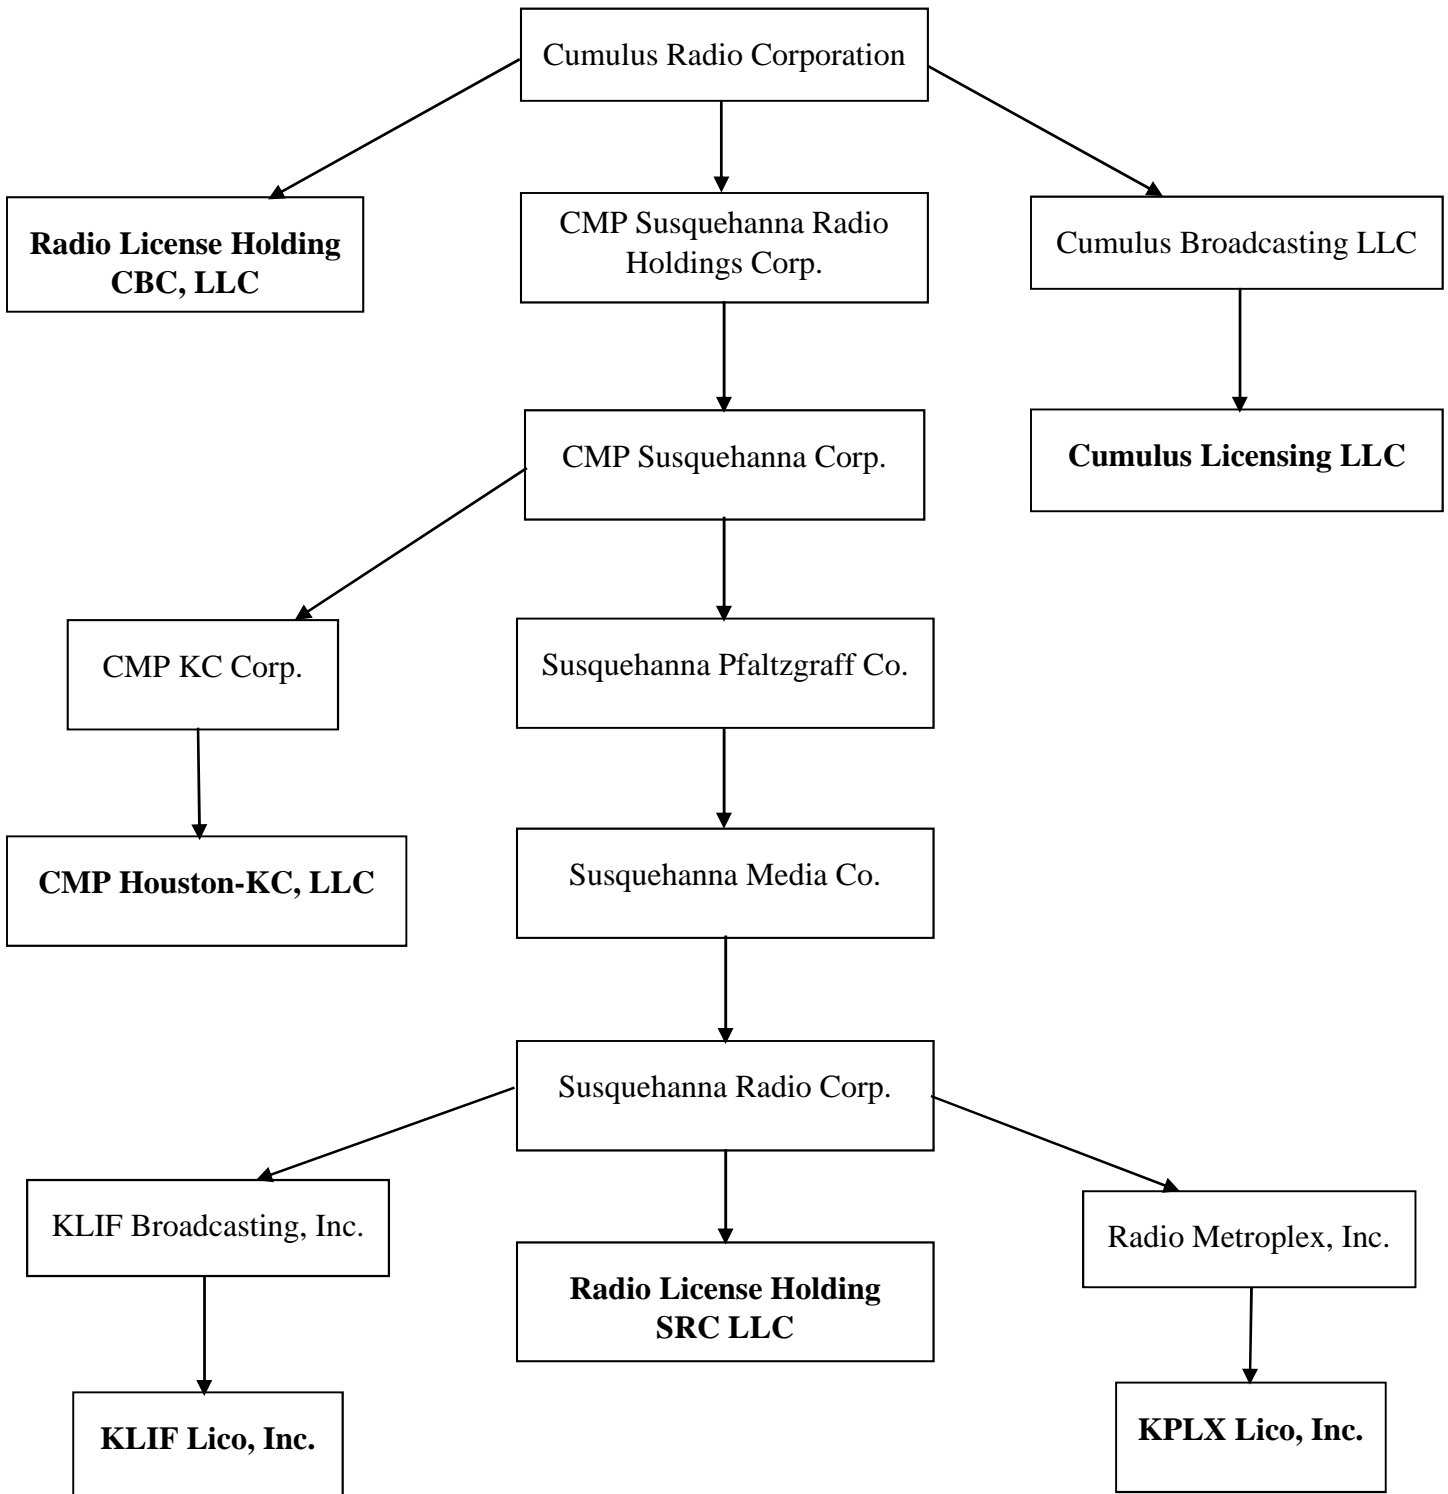 Cumulus Radio Corporation
Radio License Holding
CBC, LLC
CMP Susquehanna Radio
Holdings Corp.
Cumulus Broadcasting LLC
CMP Susquehanna Corp.
Cumulus Licensing LLC
CMP KC Corp.
Susquehanna Pfaltzgraff Co.
CMP Houston-KC, LLC
Susquehanna Media Co.
Susquehanna Radio Corp.
KLIF Broadcasting, Inc.
Radio License Holding
SRC LLC
Radio Metroplex, Inc.
KLIF Lico, Inc.
KPLX Lico, Inc.